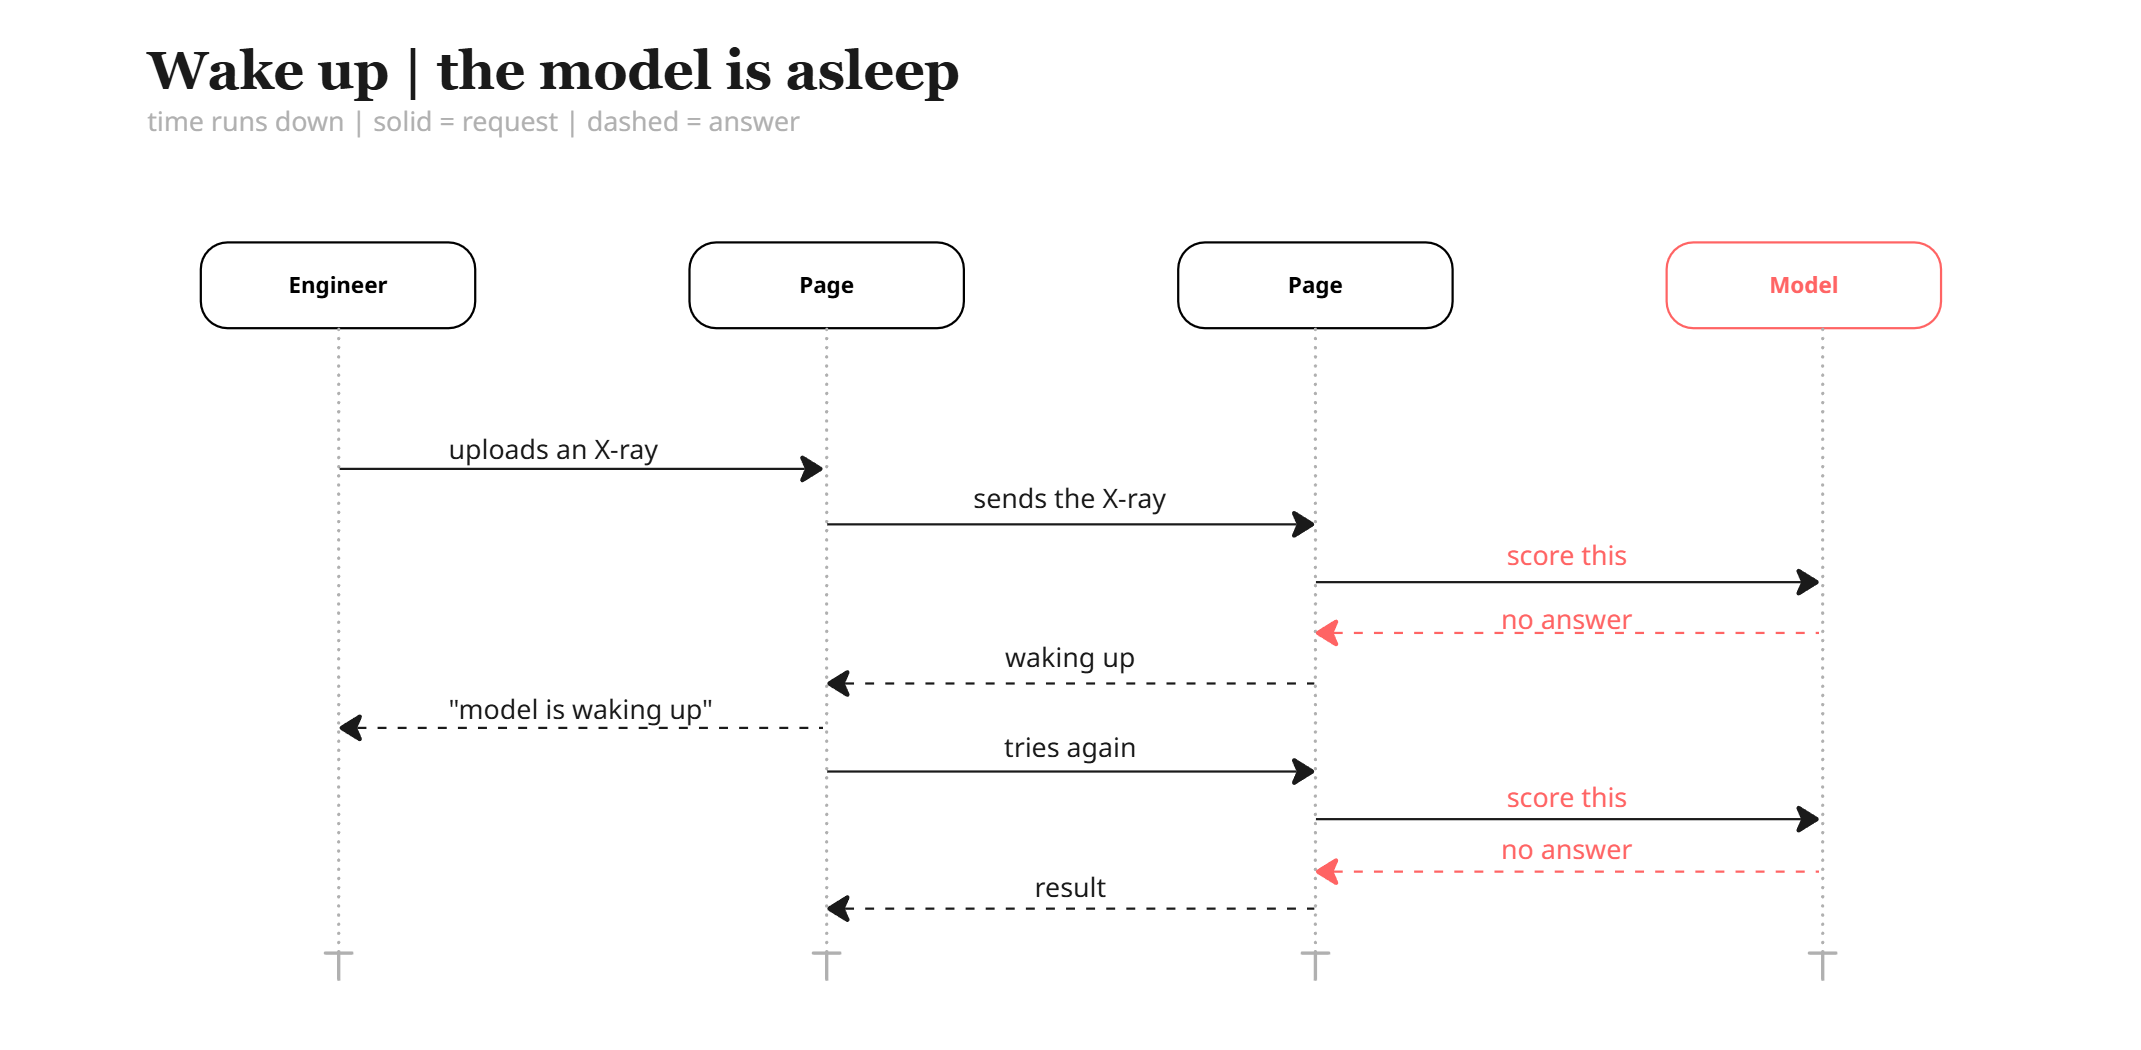 Wake up | the model is asleep
time runs down | solid = request | dashed = answer
Engineer
Page
Page
Model
uploads an X-ray
sends the X-ray
score this
no answer
waking up
"model is waking up"
tries again
score this
no answer
result